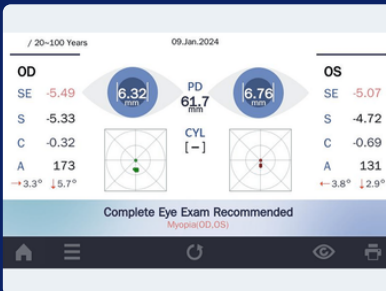 / 20~100 Years 09.Jan.2024
OD OS
SE -5.49 6.32 mm PD 61.7 mm 6.76 mm SE -5.07
S -5.33 S -4.72
C -0.32 CYL [-] C -0.69
A 173 A 131
→3.3° ↓5.7° ←3.8° ↓2.9°
Complete Eye Exam Recommended
Myopia(OD,OS)